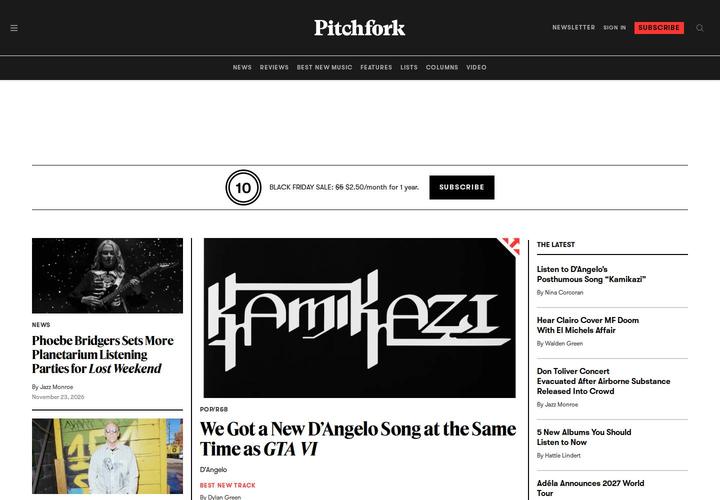 Pitchfork
NEWSLETTER
SIGN IN
SUBSCRIBE
NEWS
REVIEWS
BEST NEW MUSIC
FEATURES
LISTS
COLUMNS
VIDEO
10
BLACK FRIDAY SALE: $5 $2.50/month for 1 year.
SUBSCRIBE
NEWS
Phoebe Bridgers Sets More
Planetarium Listening
Parties for Lost Weekend
By Jazz Monroe
November 23, 2026
KAMIKAZI
POP/R&B
We Got a New D’Angelo Song at the Same
Time as GTA VI
D’Angelo
BEST NEW TRACK
By Dylan Green
THE LATEST
Listen to D’Angelo’s
Posthumous Song “Kamikazi”
By Nina Corcoran
Hear Clairo Cover MF Doom
With El Michels Affair
By Walden Green
Don Toliver Concert
Evacuated After Airborne Substance
Released Into Crowd
By Jazz Monroe
5 New Albums You Should
Listen to Now
By Hattie Lindert
Adéla Announces 2027 World
Tour